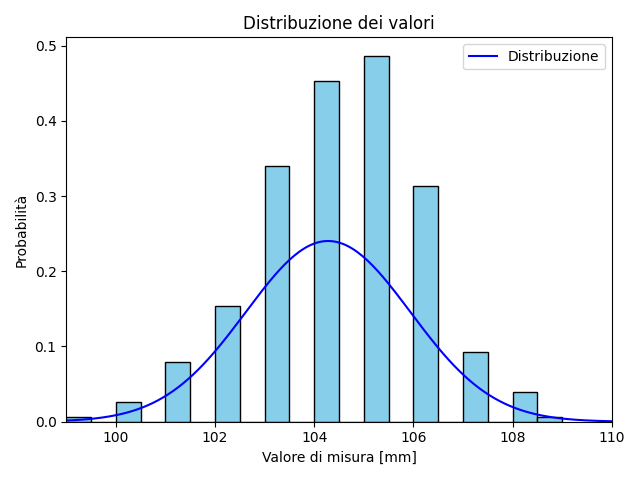 Distribuzione dei valori
Distribuzione
0.5
0.4
0.3
0.2
0.1
0.0
Probabilità
100 102 104 106 108 110
Valore di misura [mm]